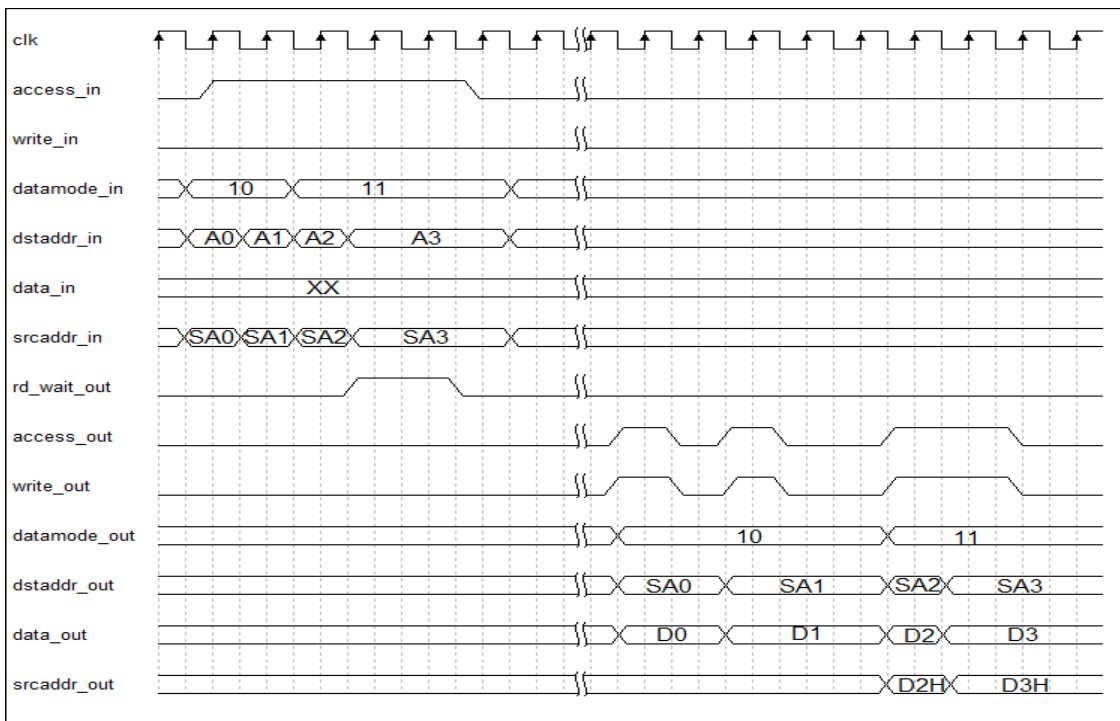 clk
access_in
write_in
datamode_in 10 11
dstaddr_in A0 A1 A2 A3
data_in XX
srcaddr_in SA0 SA1 SA2 SA3
rd_wait_out
access_out
write_out
datamode_out 10 11
dstaddr_out SA0 SA1 SA2 SA3
data_out D0 D1 D2 D3
srcaddr_out D2H D3H